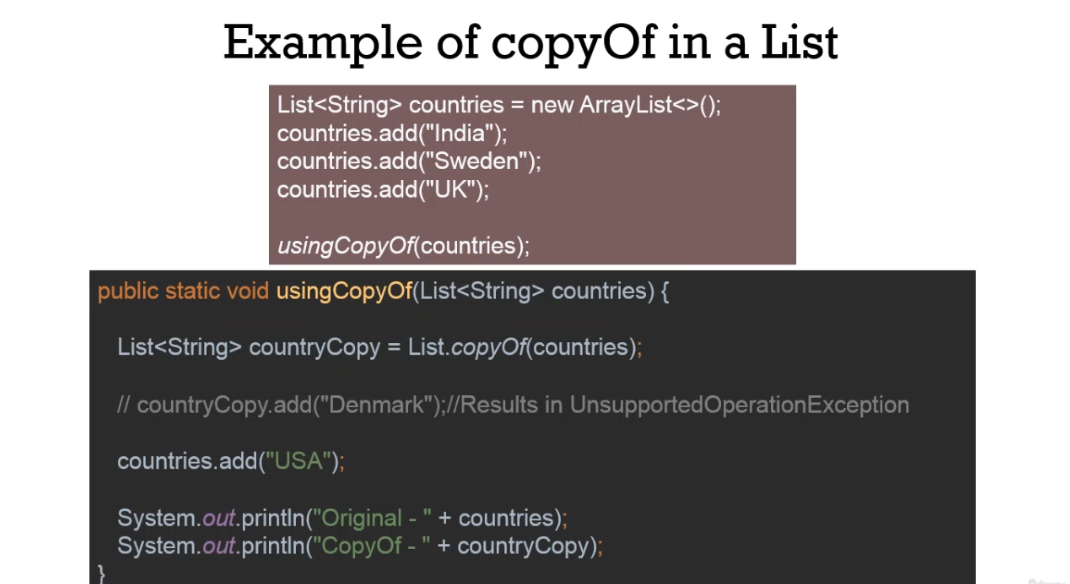 Example of copyOf in a List
List<String> countries = new ArrayList<>();
countries.add("India");
countries.add("Sweden");
countries.add("UK");
usingCopyOf(countries);
public static void usingCopyOf(List<String> countries) {
List<String> countryCopy = List.copyOf(countries);
// countryCopy.add("Denmark");//Results in UnsupportedOperationException
countries.add("USA");
System.out.println("Original - " + countries);
System.out.println("CopyOf - " + countryCopy);
}